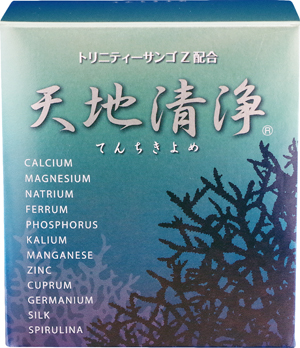 トリニティーサンゴZ配合
天地清浄®
てんちきよめ
CALCIUM
MAGNESIUM
NATRIUM
FERRUM
PHOSPHORUS
KALIUM
MANGANESE
ZINC
CUPRUM
GERMANIUM
SILK
SPIRULINA